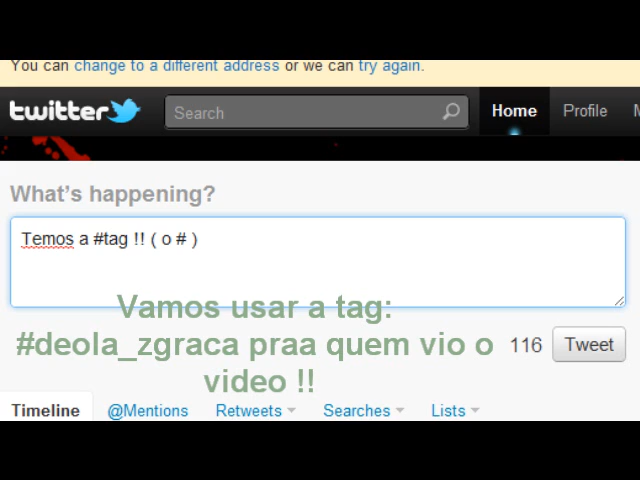 You can change to a different address or we can try again.
twitter Search Home Profile
What's happening?
Temos a #tag !! ( o # )
Vamos usar a tag:
#deola_zgraca praa quem vio o
video !!
116 Tweet
Timeline @Mentions Retweets Searches Lists